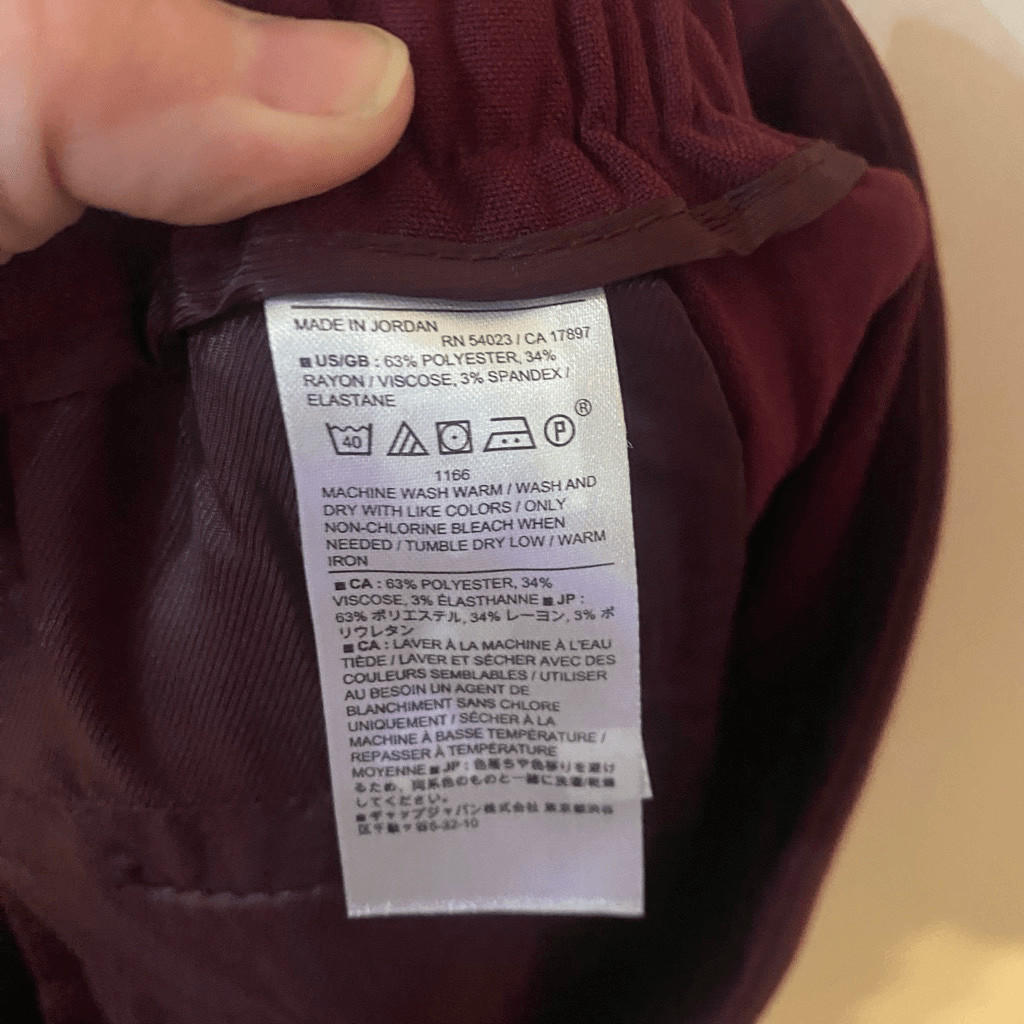 MADE IN JORDAN
RN 54023 / CA 17897
■ US/GB : 63% POLYESTER, 34%
RAYON / VISCOSE, 3% SPANDEX /
ELASTANE
40 P ®
1166
MACHINE WASH WARM / WASH AND
DRY WITH LIKE COLORS / ONLY
NON-CHLORINE BLEACH WHEN
NEEDED / TUMBLE DRY LOW / WARM
IRON
■ CA : 63% POLYESTER, 34%
VISCOSE, 3% ÉLASTHANNE ■ JP :
63% ポリエステル, 34% レーヨン, 3% ポ
リウレタン
■ CA : LAVER À LA MACHINE À L'EAU
TIÈDE / LAVER ET SÉCHER AVEC DES
COULEURS SEMBLABLES / UTILISER
AU BESOIN UN AGENT DE
BLANCHIMENT SANS CHLORE
UNIQUEMENT / SÉCHER À LA
MACHINE À BASSE TEMPÉRATURE /
REPASSER À TEMPÉRATURE
MOYENNE ■ JP : 色落ちや色移りを避け
るため、同系色のものと一緒に洗濯/乾燥
してください。
■ ギャップジャパン株式会社 東京都渋谷
区千駄ヶ谷5-32-10